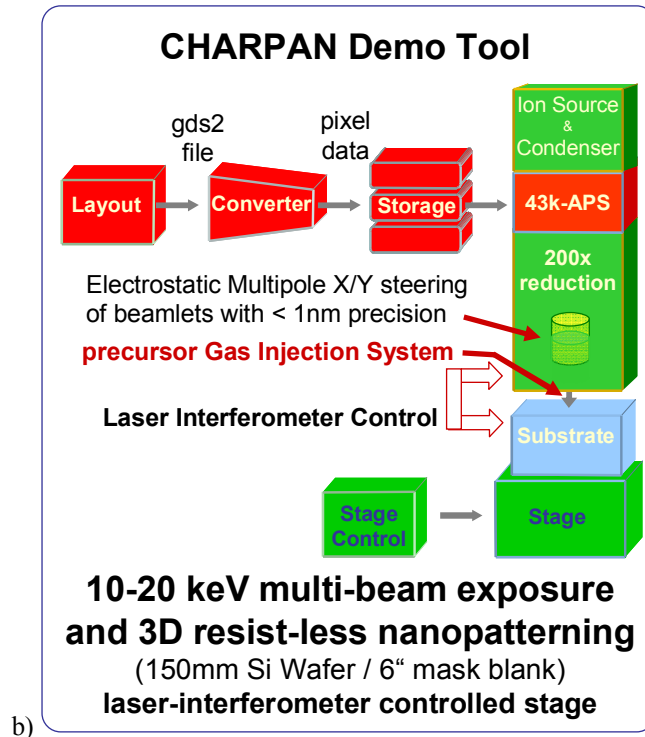 CHARPAN Demo Tool
Ion Source
&
Condenser
gds2
file
pixel
data
Layout
Converter
Storage
43k-APS
200x
reduction
Electrostatic Multipole X/Y steering
of beamlets with < 1nm precision
precursor Gas Injection System
Laser Interferometer Control
Substrate
Stage
Control
Stage
10-20 keV multi-beam exposure
and 3D resist-less nanopatterning
(150mm Si Wafer / 6“ mask blank)
laser-interferometer controlled stage
b)